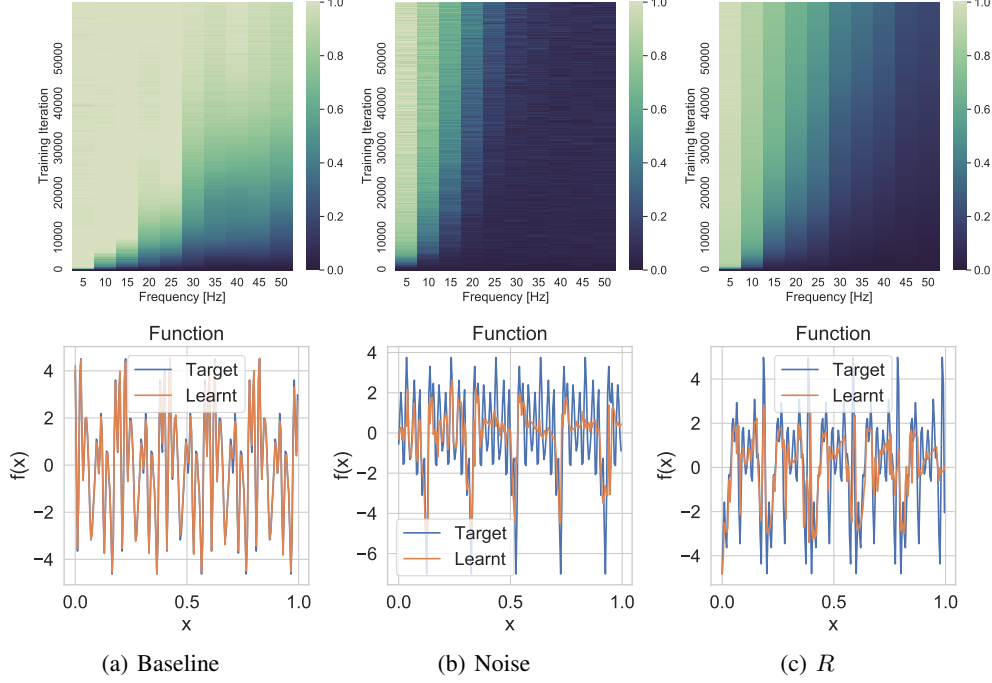 1.0
0.8
0.6
0.4
0.2
0.0
50000
40000
30000
20000
10000
0
Training Iteration
5 10 15 20 25 30 35 40 45 50
Frequency [Hz]
1.0
0.8
0.6
0.4
0.2
0.0
50000
40000
30000
20000
10000
0
Training Iteration
5 10 15 20 25 30 35 40 45 50
Frequency [Hz]
1.0
0.8
0.6
0.4
0.2
0.0
50000
40000
30000
20000
10000
0
Training Iteration
5 10 15 20 25 30 35 40 45 50
Frequency [Hz]
Function
Target
Learnt
4
2
0
−2
−4
f(x)
0.0 0.5 1.0
x
Function
Target
Learnt
4
2
0
−2
−4
−6
f(x)
0.0 0.5 1.0
x
Function
Target
Learnt
4
2
0
−2
−4
f(x)
0.0 0.5 1.0
x
(a) Baseline
(b) Noise
(c) R